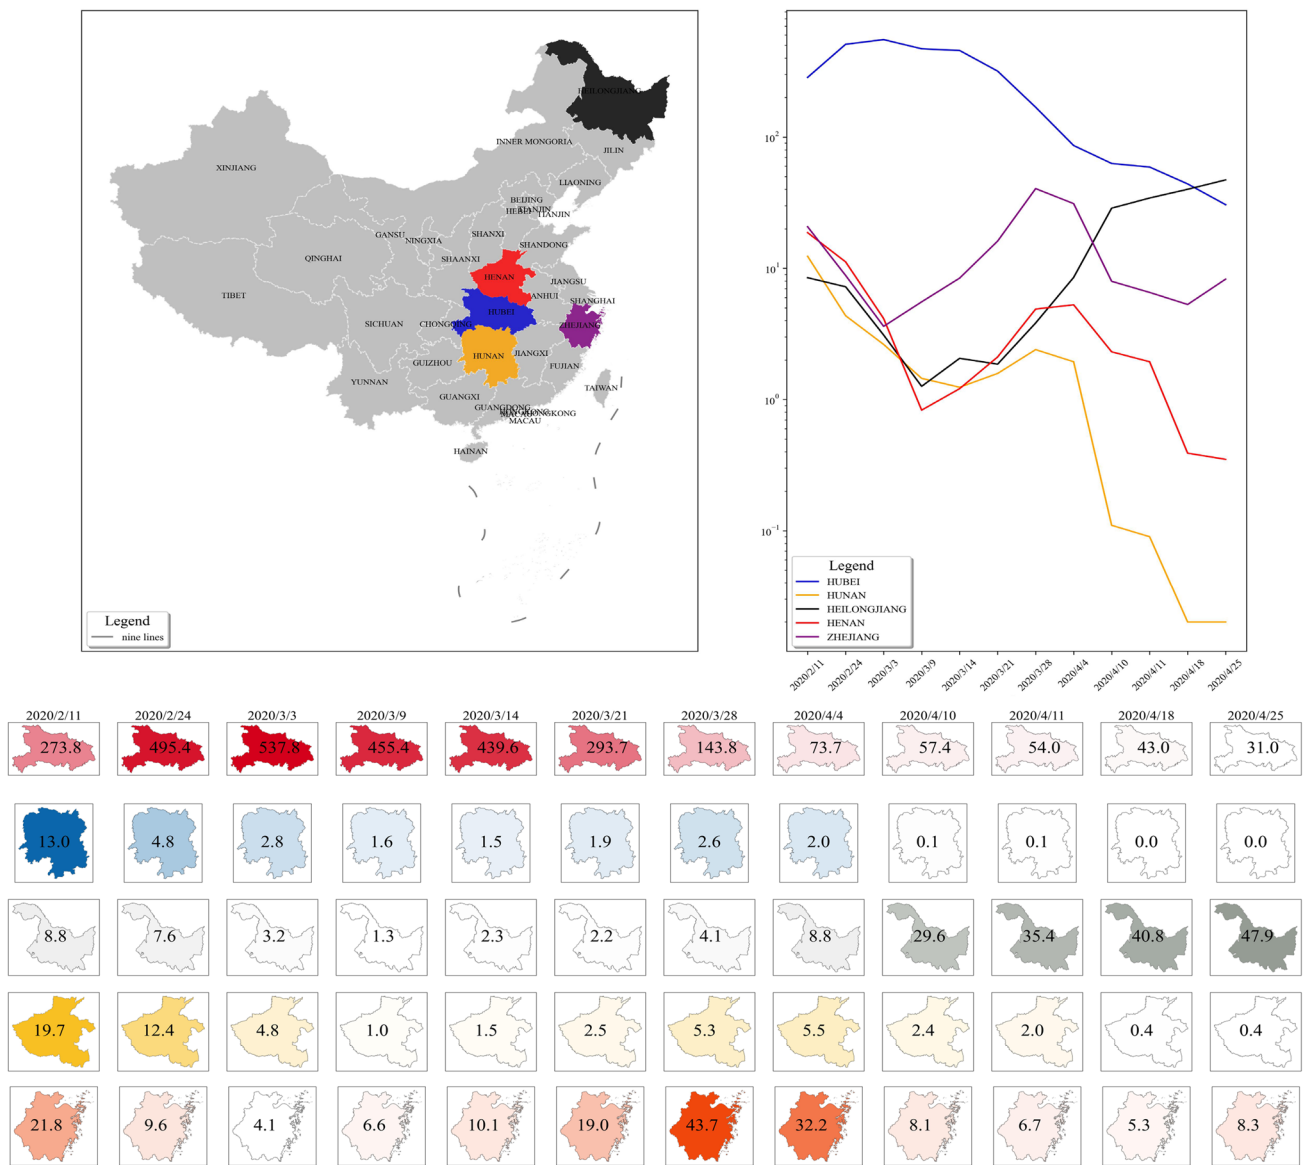 HEILONGJIANG
INNER MONGORIA
JILIN
XINJIANG
LIAONING
BEIJING
TIANJIN
HEBEI
TIANJIN
GANSU
NINGXIA
SHANXI
SHANDONG
QINGHAI
SHAANXI
HENAN
JIANGSU
TIBET
ANHUI
SHANGHAI
HUBEI
SICHUAN
CHONGQING
ZHEJIANG
HUNAN
JIANGXI
GUIZHOU
FUJIAN
YUNNAN
TAIWAN
GUANGXI
GUANGDONG
MACAU
HAINAN
Legend
nine lines
10²
10¹
10⁰
10⁻¹
Legend
HUBEI
HUNAN
HEILONGJIANG
HENAN
ZHEJIANG
2020/2/11 2020/2/24 2020/3/3 2020/3/9 2020/3/14 2020/3/21 2020/3/28 2020/4/4 2020/4/10 2020/4/11 2020/4/18 2020/4/25
2020/2/11 2020/2/24 2020/3/3 2020/3/9 2020/3/14 2020/3/21 2020/3/28 2020/4/4 2020/4/10 2020/4/11 2020/4/18 2020/4/25
273.8 495.4 537.8 455.4 439.6 293.7 143.8 73.7 57.4 54.0 43.0 31.0
13.0 4.8 2.8 1.6 1.5 1.9 2.6 2.0 0.1 0.1 0.0 0.0
8.8 7.6 3.2 1.3 2.3 2.2 4.1 8.8 29.6 35.4 40.8 47.9
19.7 12.4 4.8 1.0 1.5 2.5 5.3 5.5 2.4 2.0 0.4 0.4
21.8 9.6 4.1 6.6 10.1 19.0 43.7 32.2 8.1 6.7 5.3 8.3